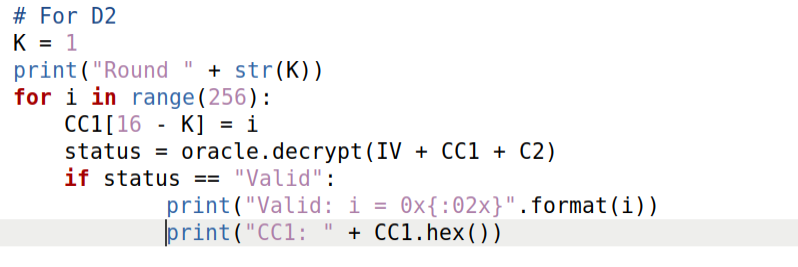 # For D2
K = 1
print("Round " + str(K))
for i in range(256):
    CC1[16 - K] = i
    status = oracle.decrypt(IV + CC1 + C2)
    if status == "Valid":
            print("Valid: i = 0x{:02x}".format(i))
            print("CC1: " + CC1.hex())